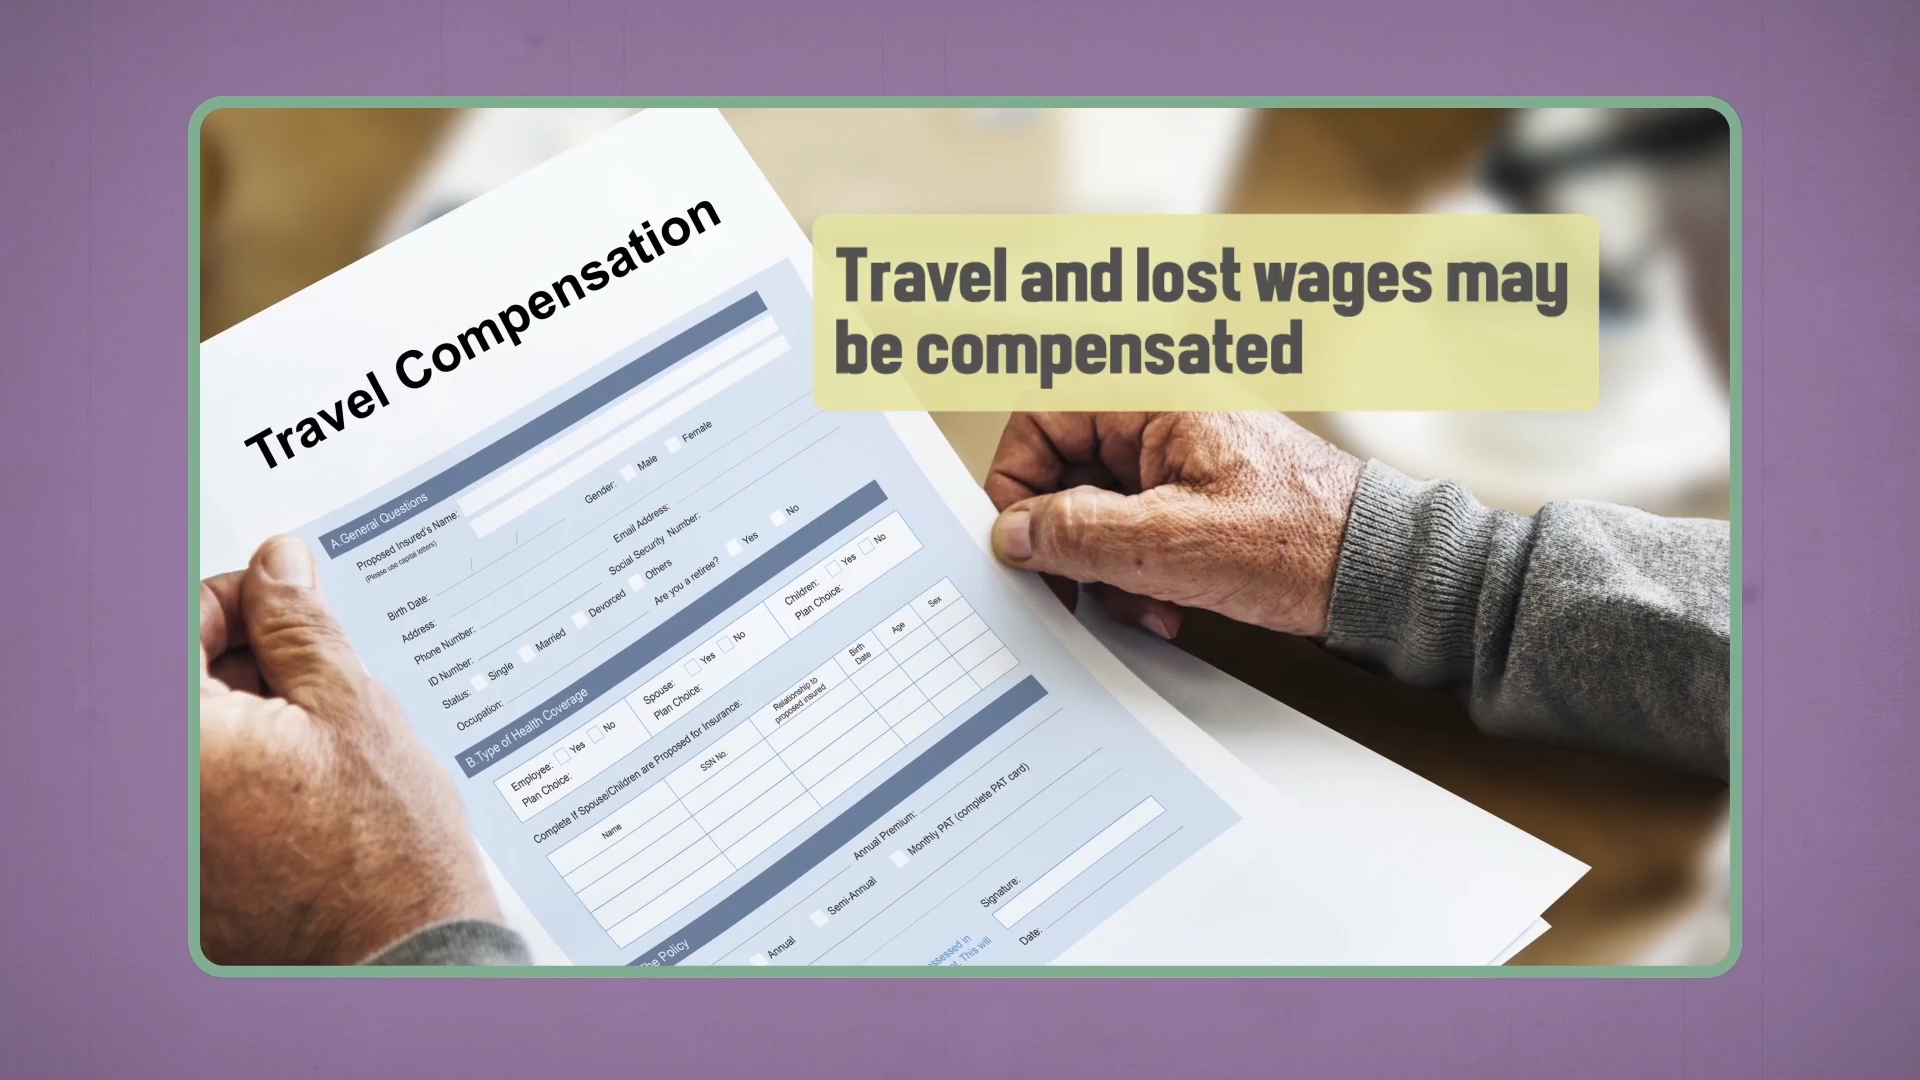 Travel Compensation
Travel and lost wages may
be compensated
A.General Questions
Proposed Insured's Name:
(Please use capital letters)
Gender: Male Female
Birth Date:
Address:
Email Address:
Phone Number:
Social Security Number:
ID Number:
Status: Single Married Devorced Others
Occupation:
Are you a retiree? Yes No
B.Type of Health Coverage
Employee: Yes No
Plan Choice:
Spouse: Yes No
Plan Choice:
Children: Yes No
Plan Choice:
Complete If Spouse/Children are Proposed for Insurance:
Name
SSN No.
Relationship to
proposed insured
Birth
Date
Age
Sex
The Policy
Annual Premium:
Annual Semi-Annual Monthly PAT (complete PAT card)
Signature:
Date:
This will